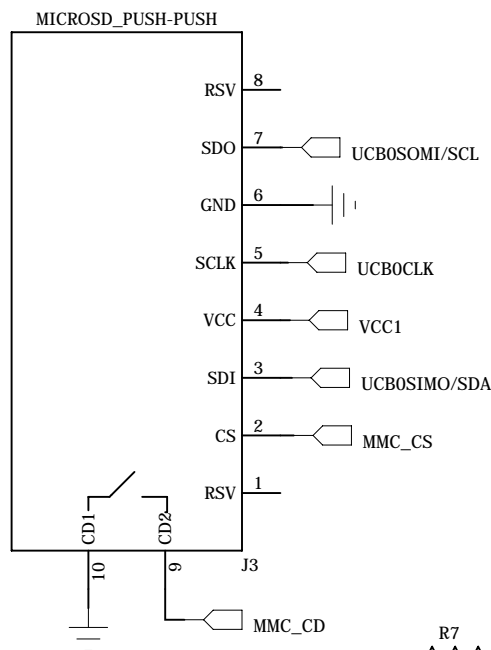 MICROSD_PUSH-PUSH
RSV 8
SDO 7 UCB0SOMI/SCL
GND 6
SCLK 5 UCB0CLK
VCC 4 VCC1
SDI 3 UCB0SIMO/SDA
CS 2 MMC_CS
RSV 1
CD1 CD2
10 9 J3
MMC_CD
R7